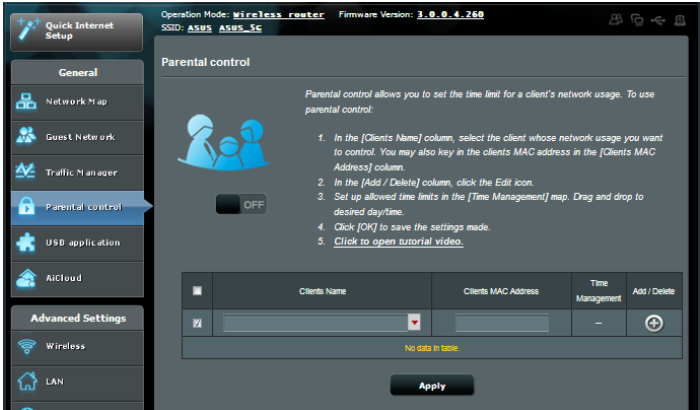 Quick Internet
Setup
Operation Mode: Wireless router Firmware Version: 3.0.0.4.260
SSID: ASUS ASUS_5G
General
Network Map
Guest Network
Traffic Manager
Parental control
USB application
AiCloud
Advanced Settings
Wireless
LAN
Parental control
Parental control allows you to set the time limit for a client's network usage. To use
parental control:
1. In the [Clients Name] column, select the client whose network usage you want
to control. You may also key in the clients MAC address in the [Clients MAC
Address] column.
2. In the [Add / Delete] column, click the Edit icon.
3. Set up allowed time limits in the [Time Management] map. Drag and drop to
desired day/time.
4. Click [OK] to save the settings made.
5. Click to open tutorial video.
OFF
Clients Name Clients MAC Address Time Management Add / Delete
–
No data in table.
Apply